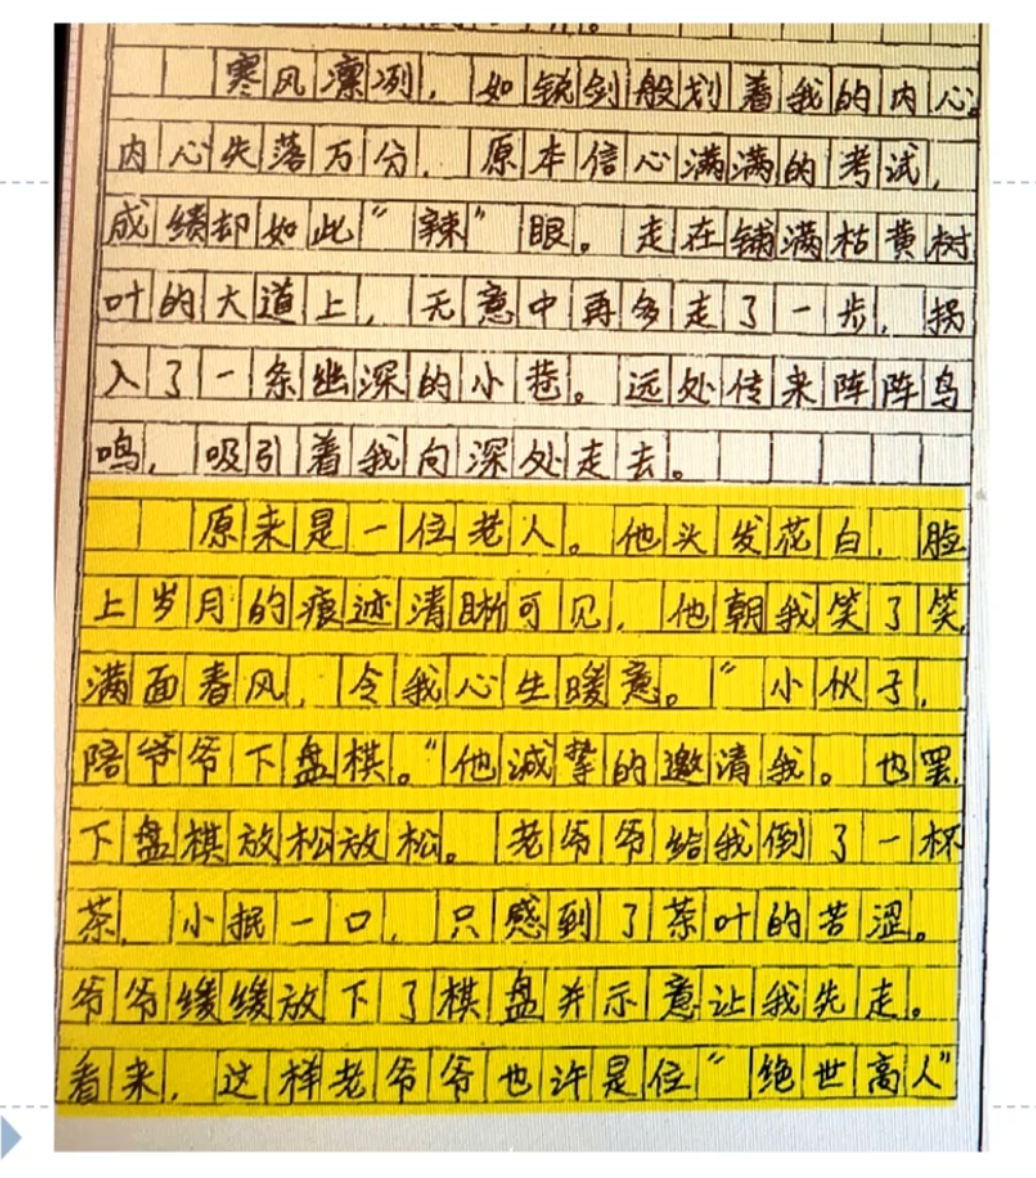 寒风凛冽，如锐剑般划着我的内心。
内心失落万分，原本信心满满的考试，
成绩却如此“辣”眼。走在铺满枯黄树
叶的大道上，无意中再多走了一步，拐
入了一条幽深的小巷。远处传来阵阵鸟
鸣，吸引着我向深处走去。
原来是一位老人。他头发花白，脸
上岁月的痕迹清晰可见，他朝我笑了笑，
满面春风，令我心生暖意。“小伙子，
陪爷爷下盘棋。“他诚挚的邀请我。也罢，
下盘棋放松放松。老爷爷给我倒了一杯
茶，小抿一口，只感到了茶叶的苦涩。
爷爷缓缓放下了棋盘并示意让我先走。
看来，这样老爷爷也许是位“绝世高人”